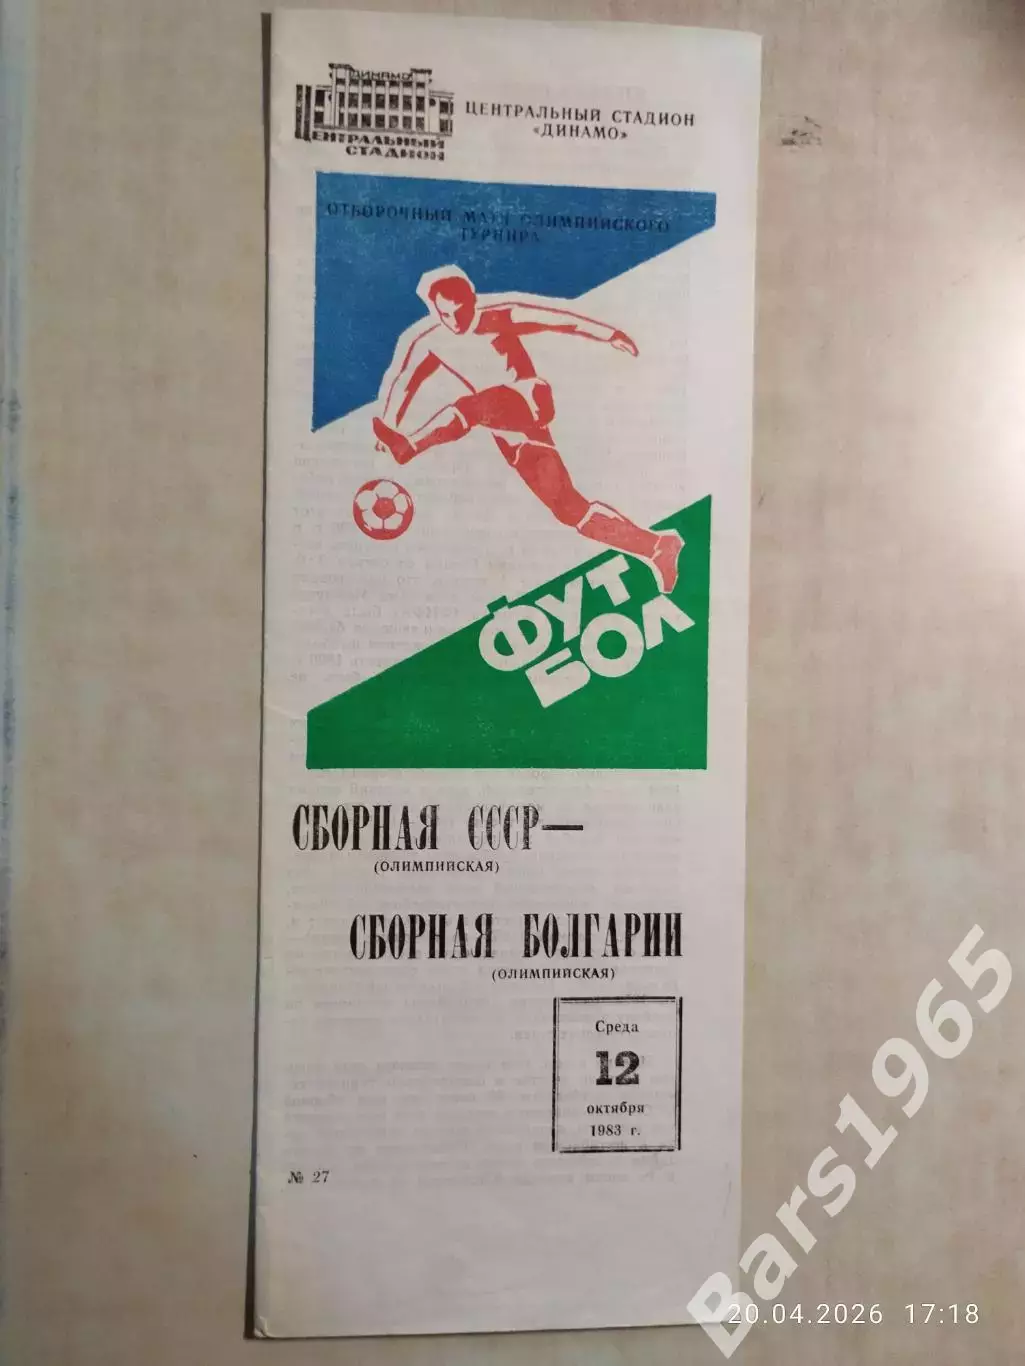 ДИНАМО
ЦЕНТРАЛЬНЫЙ
СТАДИОН
ЦЕНТРАЛЬНЫЙ СТАДИОН
«ДИНАМО»
ОТБОРОЧНЫЙ МАТЧ ОЛИМПИЙСКОГО
ТУРНИРА
ФУТ
БОЛ
СБОРНАЯ СССР—
(ОЛИМПИЙСКАЯ)
СБОРНАЯ БОЛГАРИИ
(ОЛИМПИЙСКАЯ)
Среда
12
октября
1983 г.
№ 27
Bars1965
20.04.2026 17:18